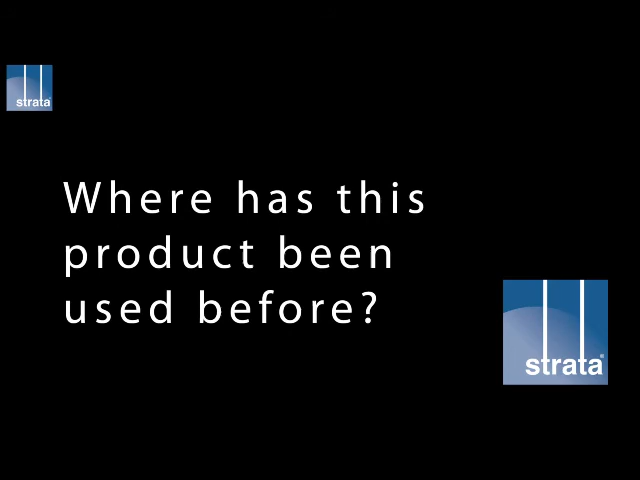 strata
Where has this
product been
used before?
strata®